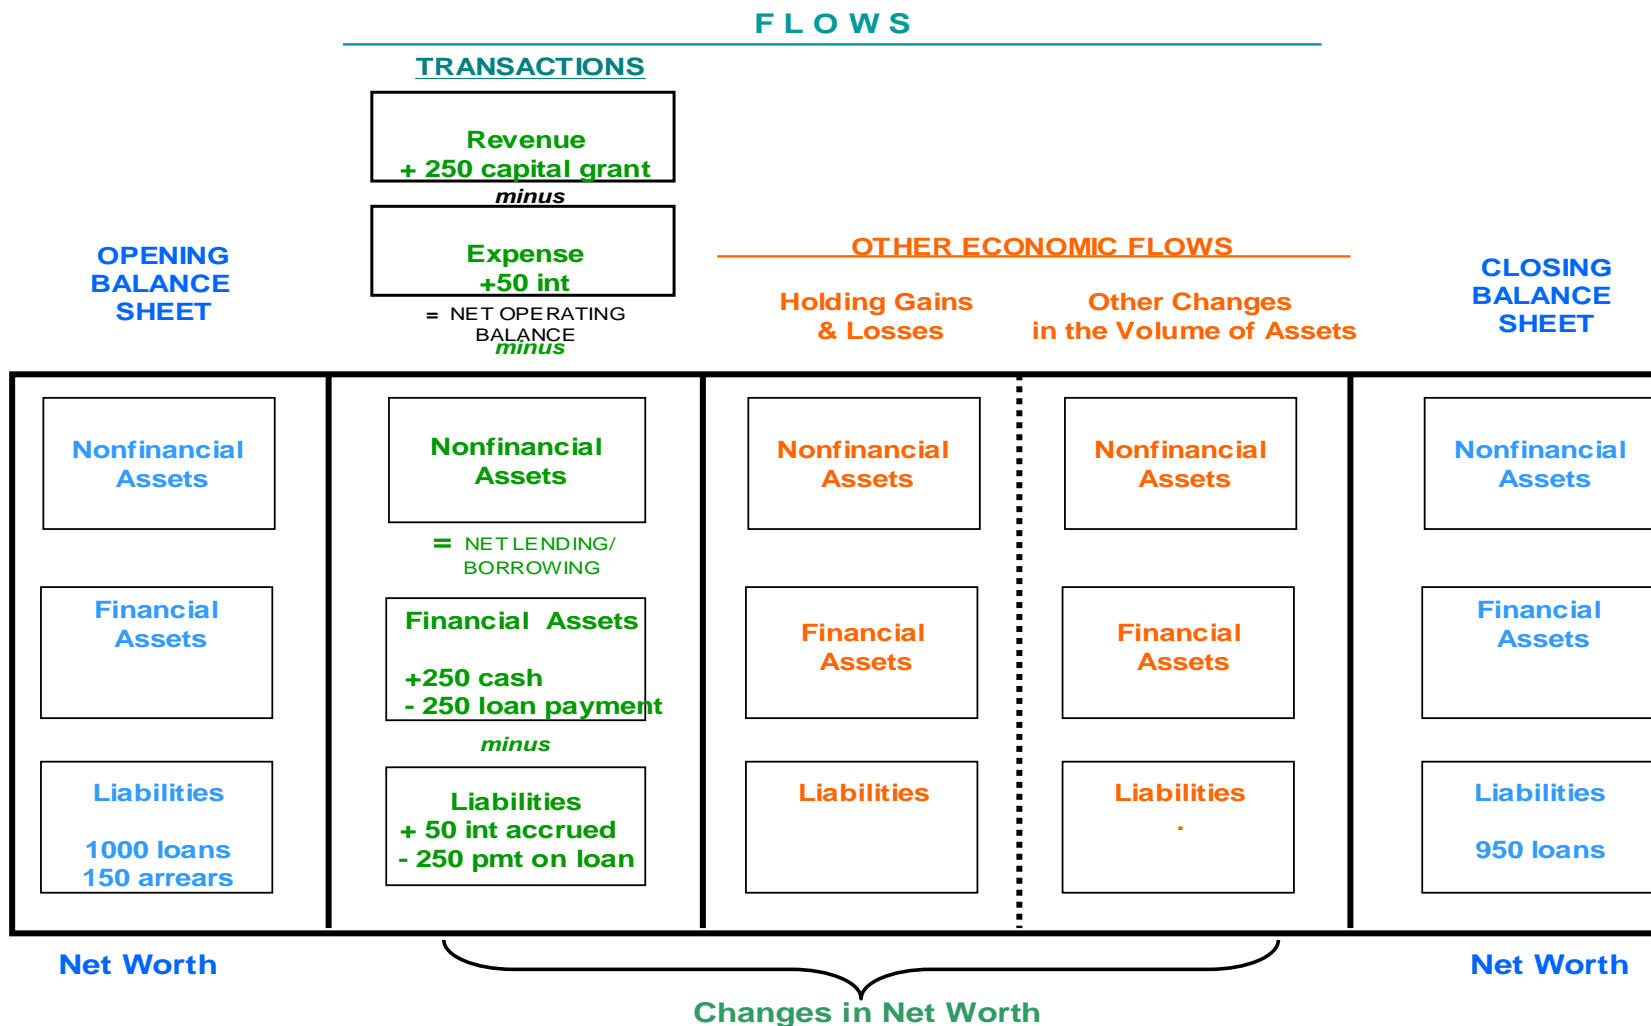 F L O W S
TRANSACTIONS
Revenue
+ 250 capital grant
minus
Expense
+50 int
= NET OPERATING
BALANCE
minus
OPENING
BALANCE
SHEET
OTHER ECONOMIC FLOWS
Holding Gains
& Losses
Other Changes
in the Volume of Assets
CLOSING
BALANCE
SHEET
Nonfinancial
Assets
Nonfinancial
Assets
Nonfinancial
Assets
Nonfinancial
Assets
Nonfinancial
Assets
= NET LENDING/
BORROWING
Financial
Assets
Financial Assets
+250 cash
- 250 loan payment
Financial
Assets
Financial
Assets
Financial
Assets
minus
Liabilities
1000 loans
150 arrears
Liabilities
+ 50 int accrued
- 250 pmt on loan
Liabilities
Liabilities
-
Liabilities
950 loans
Net Worth
Changes in Net Worth
Net Worth